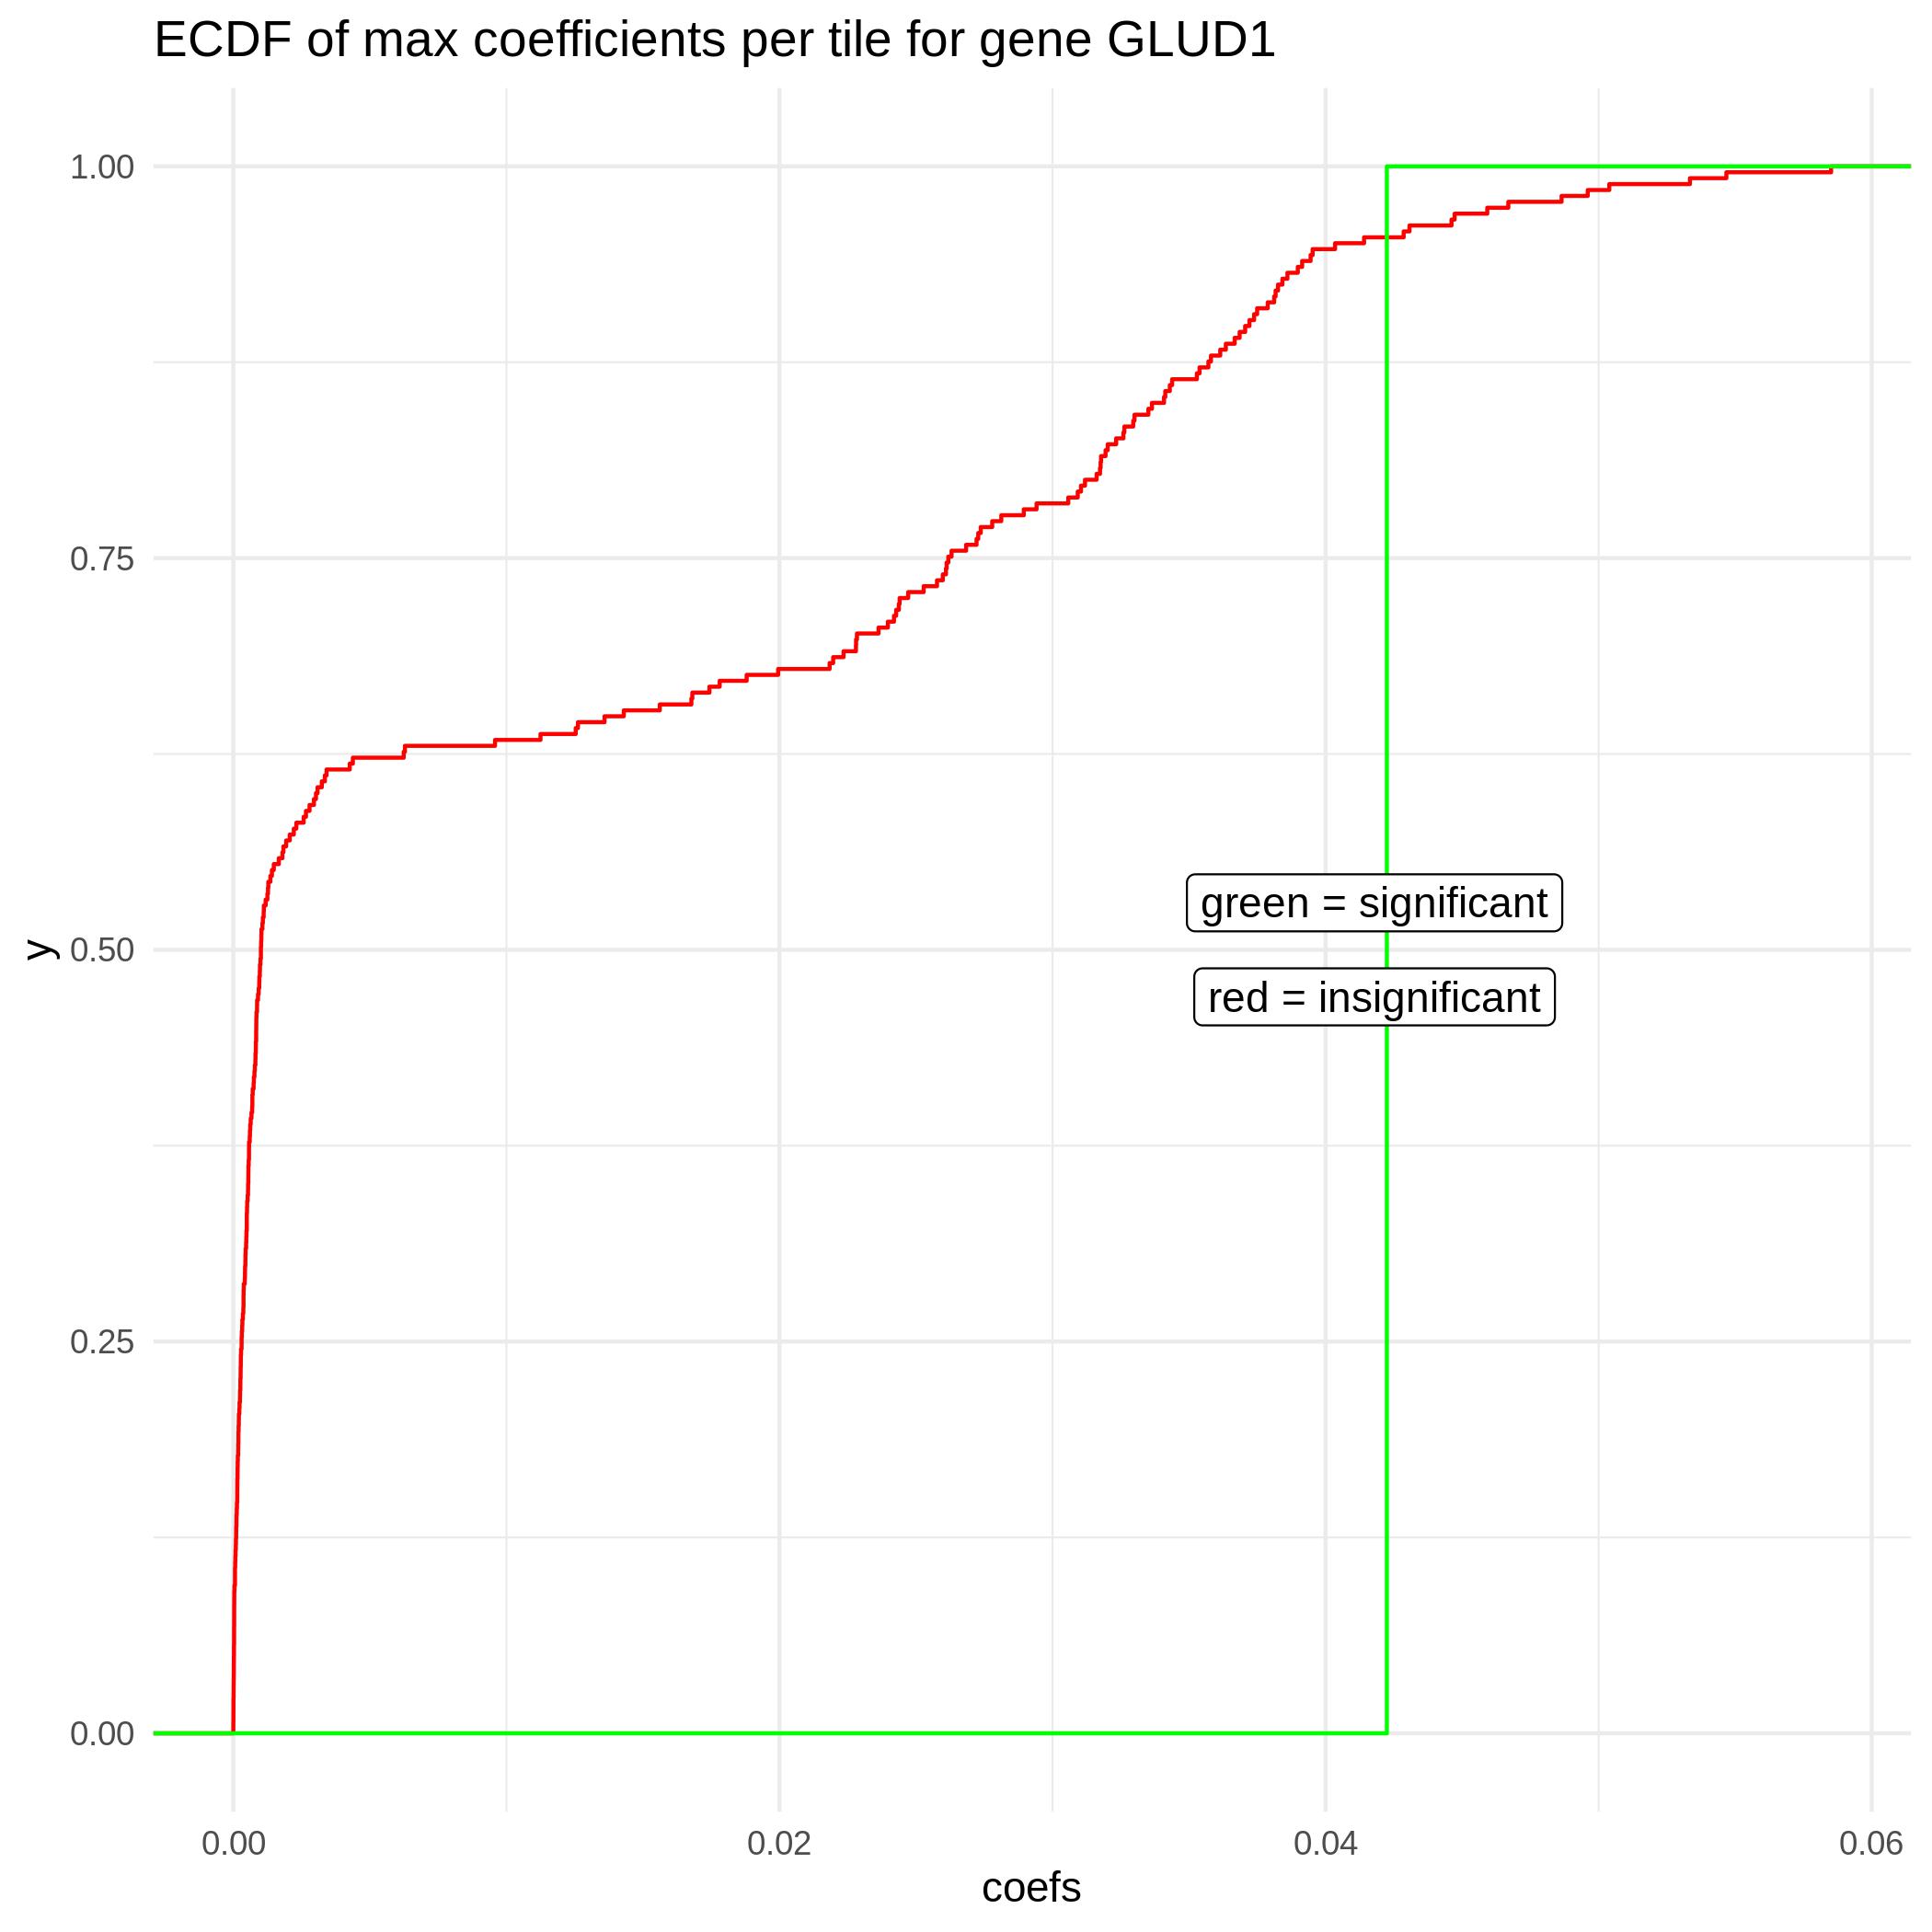 ECDF of max coefficients per tile for gene GLUD1
1.00
0.75
0.50
0.25
0.00
y
green = significant
red = insignificant
0.00 0.02 0.04 0.06
coefs